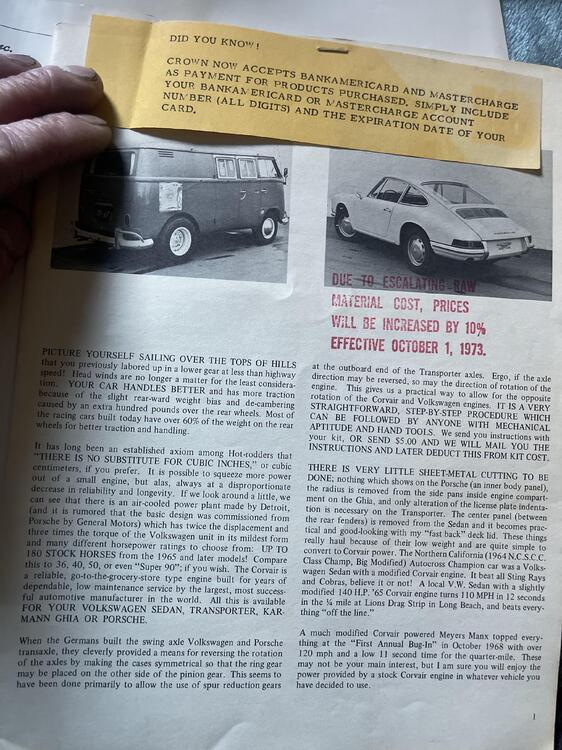 nc.
DID YOU KNOW!
CROWN NOW ACCEPTS BANKAMERICARD AND MASTERCHARGE
AS PAYMENT FOR PRODUCTS PURCHASED. SIMPLY INCLUDE
YOUR BANKAMERICARD OR MASTERCHARGE ACCOUNT
NUMBER (ALL DIGITS) AND THE EXPIRATION DATE OF YOUR
CARD.
DUE TO ESCALATING RAW
MATERIAL COST, PRICES
WILL BE INCREASED BY 10%
EFFECTIVE OCTOBER 1, 1973.
PICTURE YOURSELF SAILING OVER THE TOPS OF HILLS
that you previously labored up in a lower gear at less than highway
speed! Head winds are no longer a matter for the least considera-
tion. YOUR CAR HANDLES BETTER and has more traction
because of the slight rear-ward weight bias and de-cambering
caused by an extra hundred pounds over the rear wheels. Most of
the racing cars built today have over 60% of the weight on the rear
wheels for better traction and handling.
It has long been an established axiom among Hot-rodders that
"THERE IS NO SUBSTITUTE FOR CUBIC INCHES," or cubic
centimeters, if you prefer. It is possible to squeeze more power
out of a small engine, but alas, always at a disproportionate
decrease in reliability and longevity. If we look around a little, we
can see that there is an air-cooled power plant made by Detroit,
(and it is rumored that the basic design was commissioned from
Porsche by General Motors) which has twice the displacement and
three times the torque of the Volkswagen unit in its mildest form
and many different horsepower ratings to choose from: UP TO
180 STOCK HORSES from the 1965 and later models! Compare
this to 36, 40, 50, or even "Super 90"; if you wish. The Corvair is
a reliable, go-to-the-grocery-store type engine built for years of
dependable, low maintenance service by the largest, most success-
ful automotive manufacturer in the world. All this is available
FOR YOUR VOLKSWAGEN SEDAN, TRANSPORTER, KAR-
MANN GHIA OR PORSCHE.
When the Germans built the swing axle Volkswagen and Porsche
transaxle, they cleverly provided a means for reversing the rotation
of the axles by making the cases symmetrical so that the ring gear
may be placed on the other side of the pinion gear. This seems to
have been done primarily to allow the use of spur reduction gears
at the outboard end of the Transporter axles. Ergo, if the axle
direction may be reversed, so may the direction of rotation of the
engine. This gives us a practical way to allow for the opposite
rotation of the Corvair and Volkswagen engines. IT IS A VERY
STRAIGHTFORWARD, STEP-BY-STEP PROCEDURE WHICH
CAN BE FOLLOWED BY ANYONE WITH MECHANICAL
APTITUDE AND HAND TOOLS. We send you instructions with
your kit, OR SEND $5.00 AND WE WILL MAIL YOU THE
INSTRUCTIONS AND LATER DEDUCT THIS FROM KIT COST.
THERE IS VERY LITTLE SHEET-METAL CUTTING TO BE
DONE; nothing which shows on the Porsche (an inner body panel),
the radius is removed from the side pans inside engine compart-
ment on the Ghia, and only alteration of the license plate indenta-
tion is necessary on the Transporter. The center panel (between
the rear fenders) is removed from the Sedan and it becomes prac-
tical and good-looking with my "fast back" deck lid. These things
really haul because of their low weight and are quite simple to
convert to Corvair power. The Northern California (1964 N.C.S.C.C.
Class Champ, Big Modified) Autocross Champion car was a Volks-
wagen Sedan with a modified Corvair engine. It beat all Sting Rays
and Cobras, believe it or not! A local V.W. Sedan with a slightly
modified 140 H.P. '65 Corvair engine turns 110 MPH in 12 seconds
in the ¼ mile at Lions Drag Strip in Long Beach, and beats every-
thing "off the line."
A much modified Corvair powered Meyers Manx topped every-
thing at the "First Annual Bug-In" in October 1968 with over
120 mph and a low 11 second time for the quarter-mile. These
may not be your main interest, but I am sure you will enjoy the
power provided by a stock Corvair engine in whatever vehicle you
have decided to use.
1